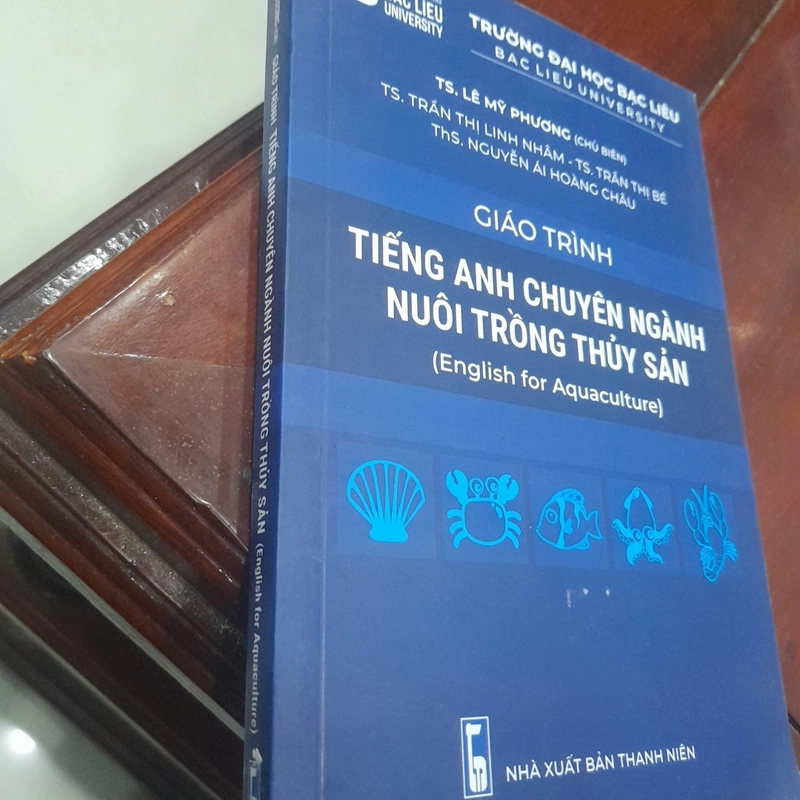 BẠC LIÊU
UNIVERSITY
TRƯỜNG ĐẠI HỌC BẠC LIÊU
BAC LIEU UNIVERSITY
TS. LÊ MỸ PHƯƠNG (CHỦ BIÊN)
TS. TRẦN THỊ LINH NHÂM - TS. TRẦN THỊ BÉ
ThS. NGUYỄN ÁI HOÀNG CHÂU
GIÁO TRÌNH
TIẾNG ANH CHUYÊN NGÀNH
NUÔI TRỒNG THỦY SẢN
(English for Aquaculture)
NHÀ XUẤT BẢN THANH NIÊN
GIÁO TRÌNH TIẾNG ANH CHUYÊN NGÀNH NUÔI TRỒNG THỦY SẢN (English for Aquaculture)